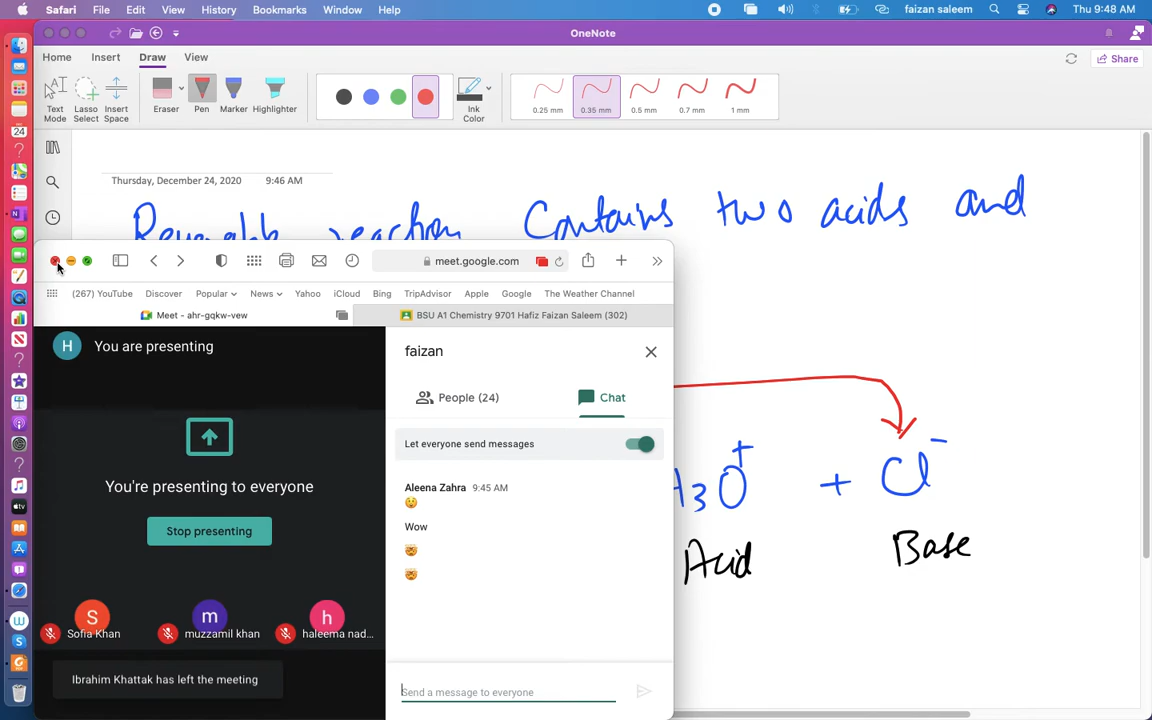 Safari File Edit View History Bookmarks Window Help faizan saleem Thu 9:48 AM
OneNote
Home Insert Draw View Share
Text Mode Lasso Select Insert Space Eraser Pen Marker Highlighter Ink Color 0.25 mm 0.35 mm 0.5 mm 0.7 mm 1 mm
24
Thursday, December 24, 2020 9:46 AM
reaction Contains two acids and
meet.google.com
(267) YouTube Discover Popular News Yahoo iCloud Bing TripAdvisor Apple Google The Weather Channel
Meet - ahr-gqkw-vew BSU A1 Chemistry 9701 Hafiz Faizan Saleem (302)
H You are presenting
faizan
People (24) Chat
Let everyone send messages
You're presenting to everyone
Stop presenting
Aleena Zahra 9:45 AM
😲
Wow
🤯
🤯
S m h
Sofia Khan muzzamil khan haleema nad...
Ibrahim Khattak has left the meeting
Send a message to everyone
3O+ + Cl-
Acid Base